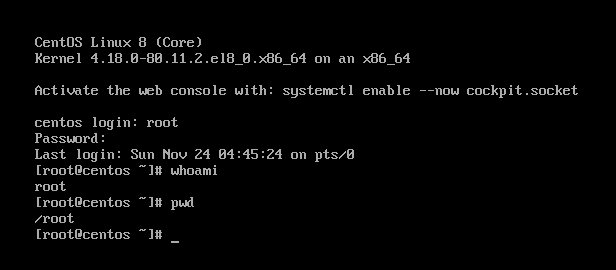 CentOS Linux 8 (Core)
Kernel 4.18.0-80.11.2.el8_0.x86_64 on an x86_64
Activate the web console with: systemctl enable --now cockpit.socket
centos login: root
Password:
Last login: Sun Nov 24 04:45:24 on pts/0
[root@centos ~]# whoami
root
[root@centos ~]# pwd
/root
[root@centos ~]# _